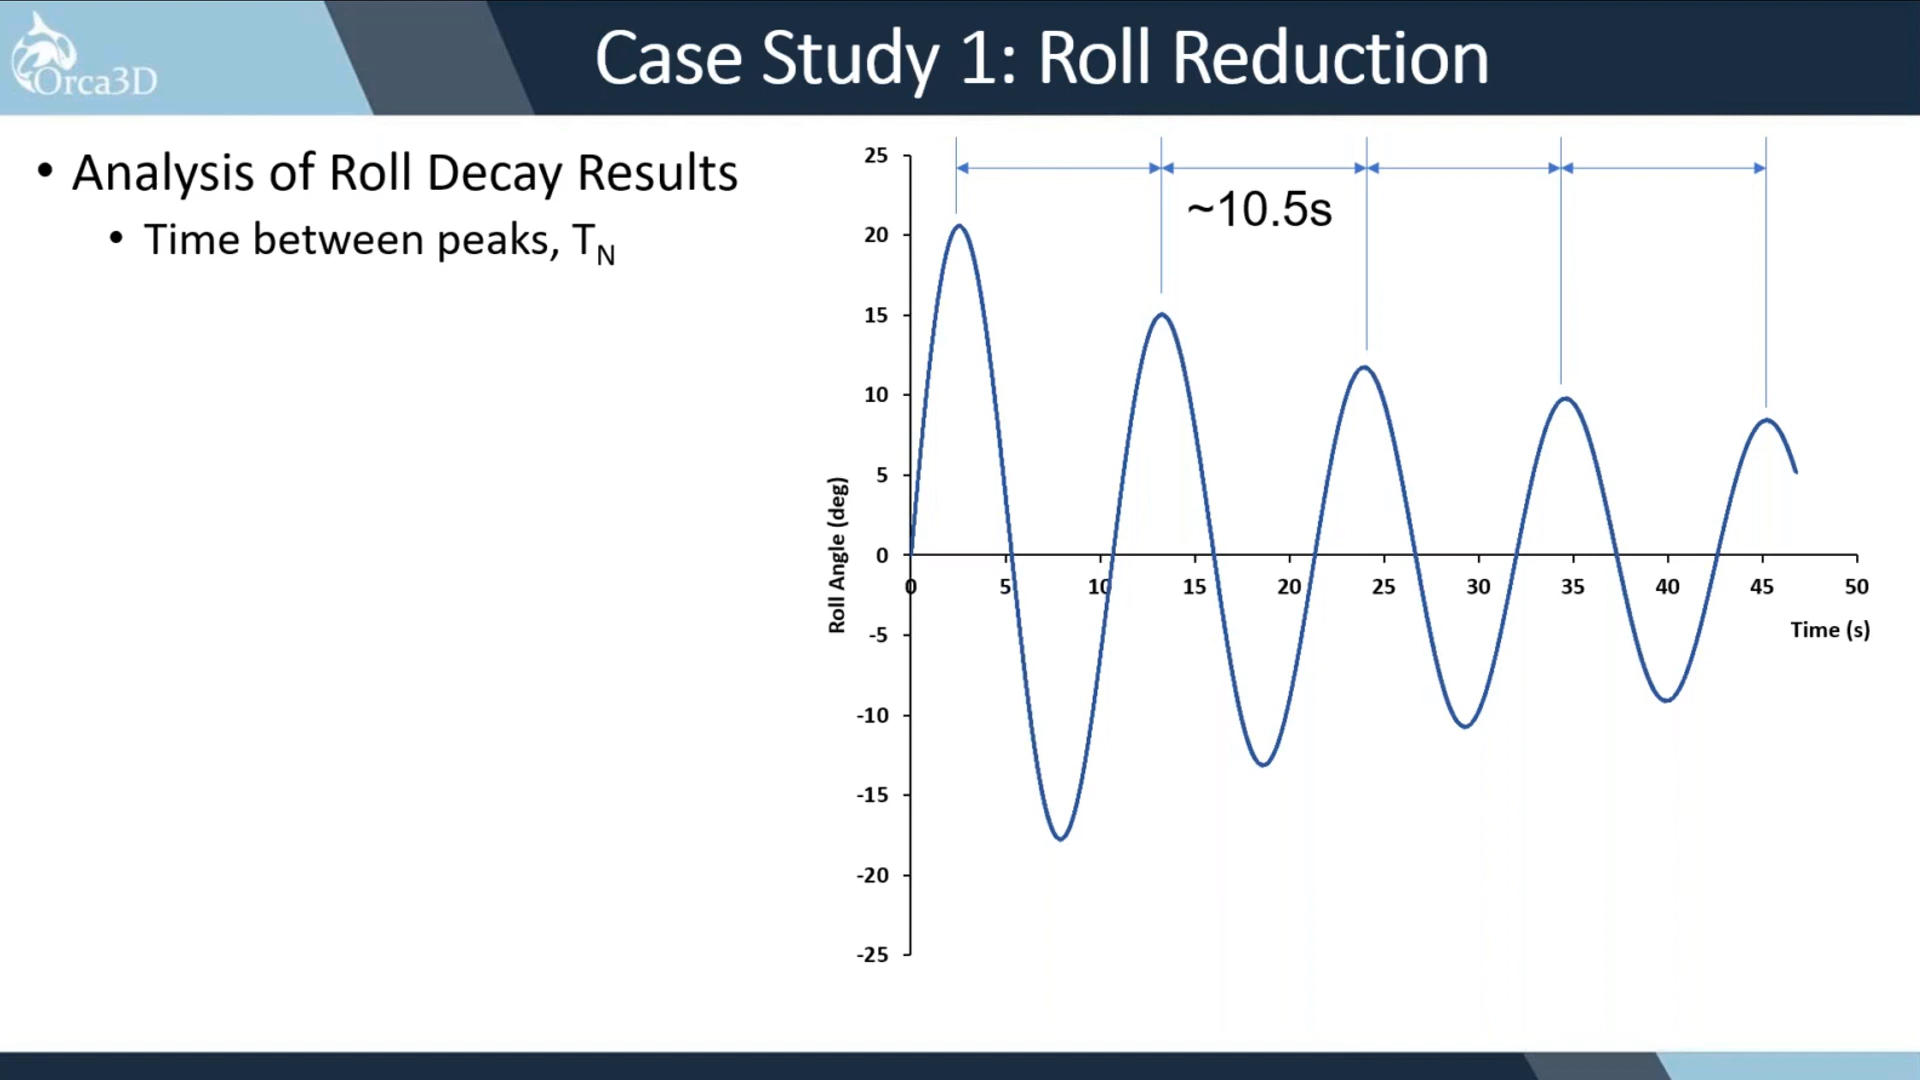 Orca3D
Case Study 1: Roll Reduction
• Analysis of Roll Decay Results
• Time between peaks, TN
~10.5s
25
20
15
10
5
0
-5
-10
-15
-20
-25
Roll Angle (deg)
0 5 10 15 20 25 30 35 40 45 50
Time (s)